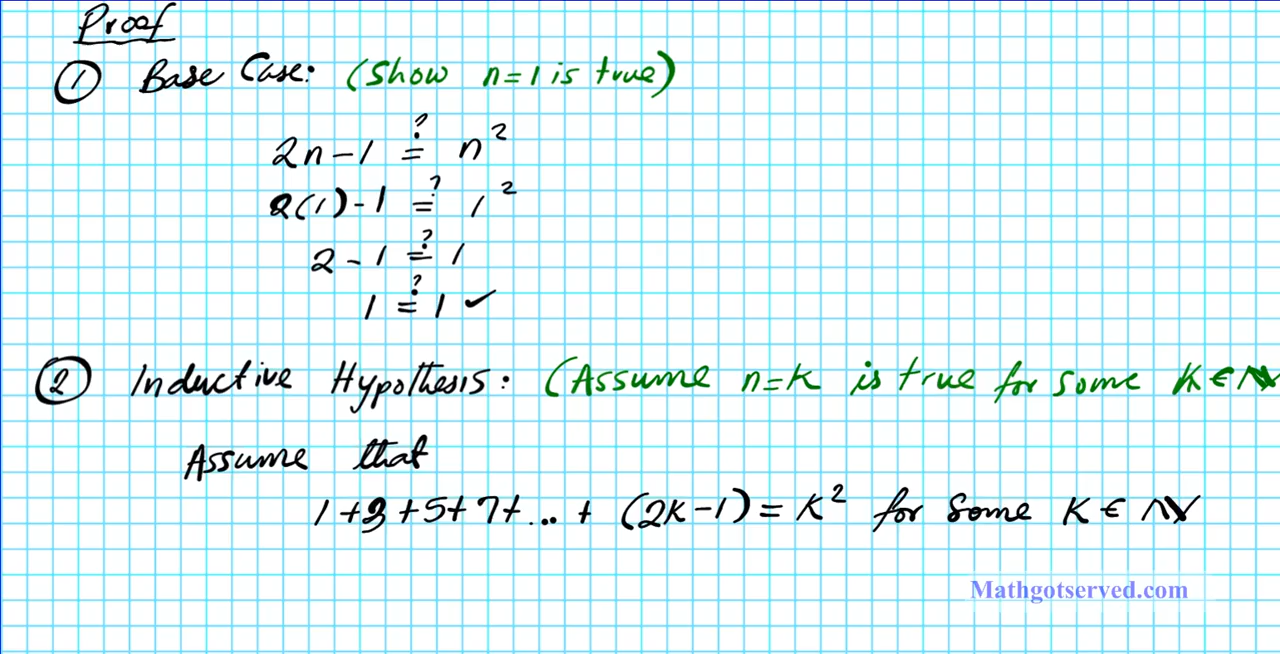 Proof
① Base Case: (Show n=1 is true)
2n-1 ≟ n²
2(1)-1 ≟ 1²
2-1 ≟ 1
1 ≟ 1 ✓
② Inductive Hypothesis: (Assume n=k is true for some k∈ℕ
Assume that
1+3+5+7+...+(2k-1)=k² for some k∈ℕ
Mathgotserved.com